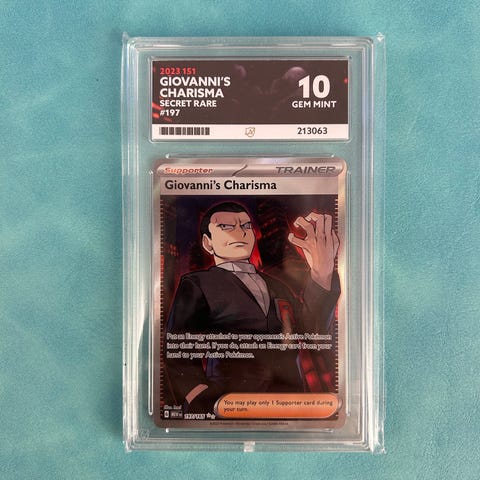 2023 151
GIOVANNI'S
CHARISMA
SECRET RARE
#197
10
GEM MINT
213063
Supporter
TRAINER
Giovanni's Charisma
Put an Energy attached to your opponent's Active Pokémon
into their hand. If you do, attach an Energy card from your
hand to your Active Pokémon.
You may play only 1 Supporter card during
your turn.
197/165